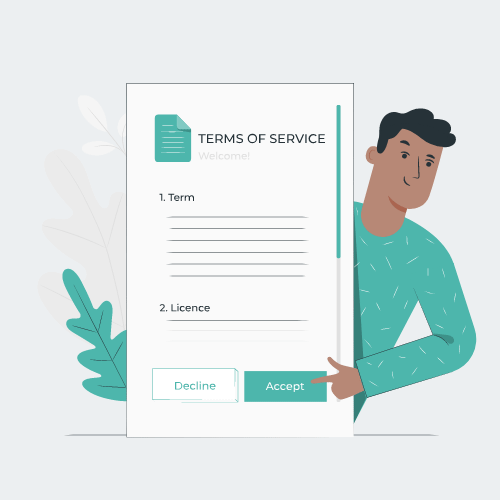 TERMS OF SERVICE
Welcome!
1. Term
2. Licence
Decline
Accept